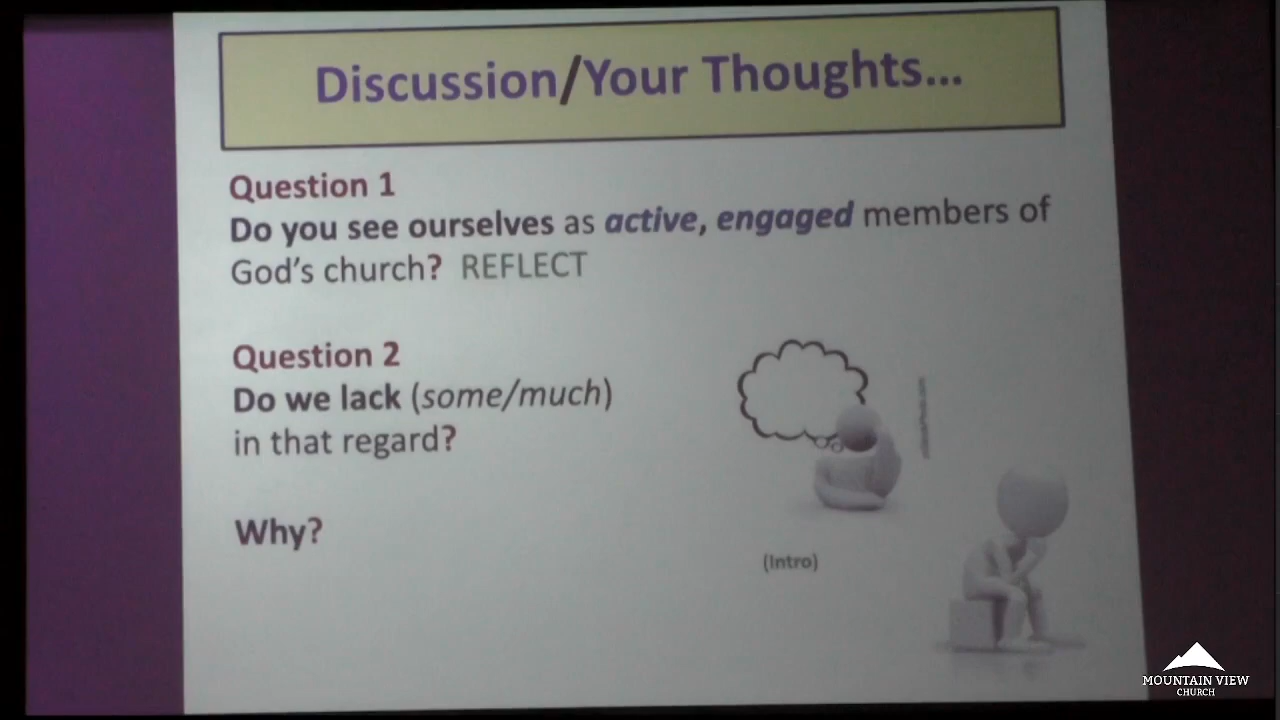 Discussion/Your Thoughts...
Question 1
Do you see ourselves as active, engaged members of
God's church? REFLECT
Question 2
Do we lack (some/much)
in that regard?
Why?
(Intro)
MOUNTAIN VIEW
CHURCH